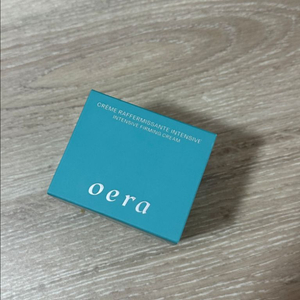 CRÈME RAFFERMISSANTE INTENSIVE
INTENSIVE FIRMING CREAM
oera